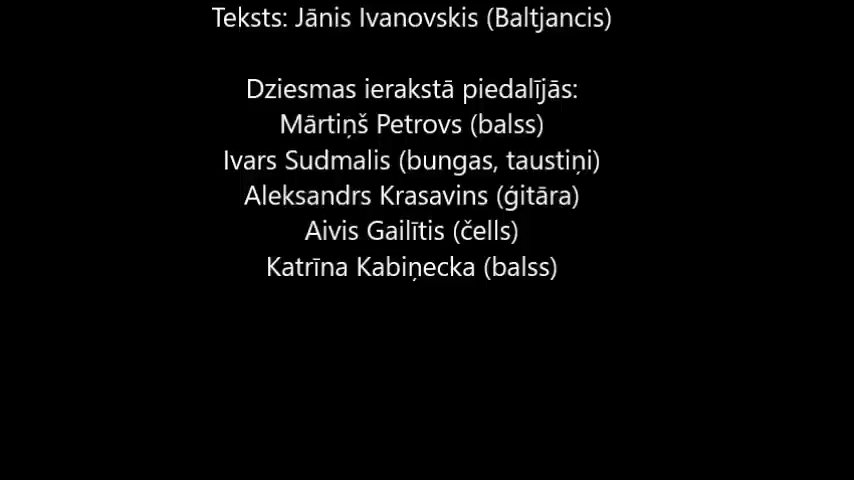 Teksts: Jānis Ivanovskis (Baltjancis)
Dziesmas ierakstā piedalījās:
Mārtiņš Petrovs (balss)
Ivars Sudmalis (bungas, taustiņi)
Aleksandrs Krasavins (ģitāra)
Aivis Gailītis (čells)
Katrīna Kabiņecka (balss)